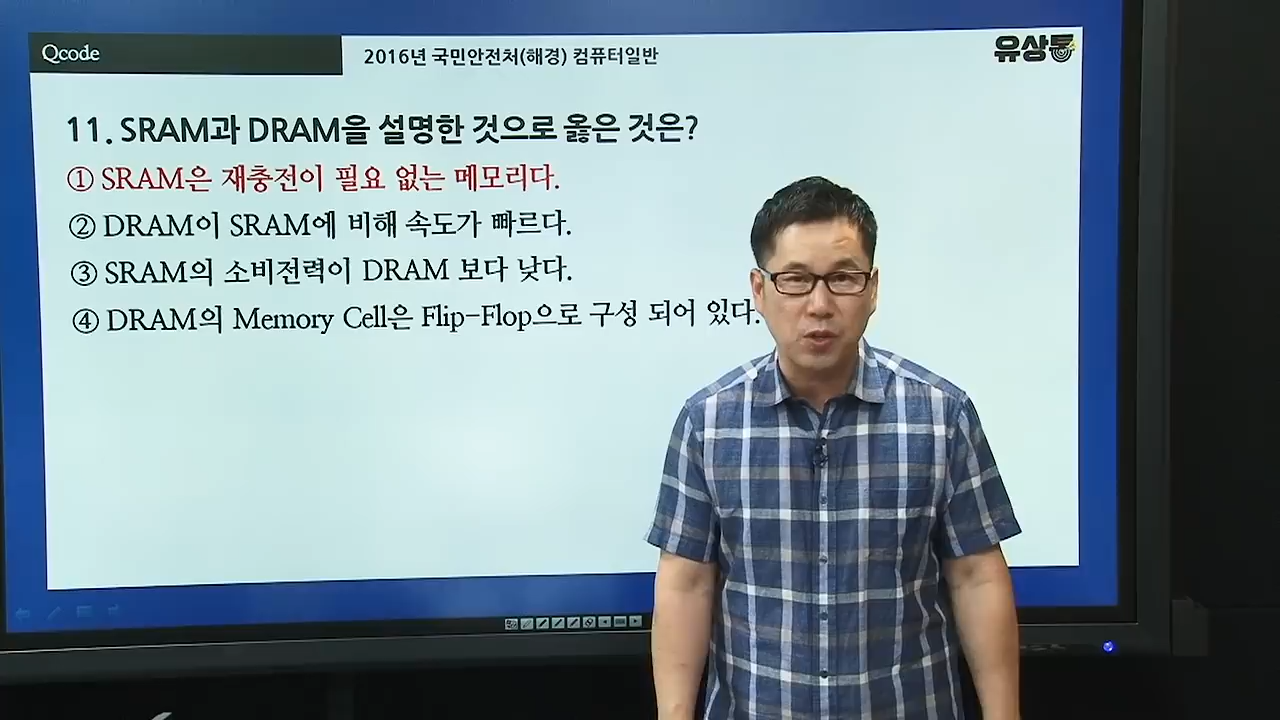 Qcode
2016년 국민안전처(해경) 컴퓨터일반
유상통
11. SRAM과 DRAM을 설명한 것으로 옳은 것은?
① SRAM은 재충전이 필요 없는 메모리다.
② DRAM이 SRAM에 비해 속도가 빠르다.
③ SRAM의 소비전력이 DRAM 보다 낮다.
④ DRAM의 Memory Cell은 Flip-Flop으로 구성 되어 있다.